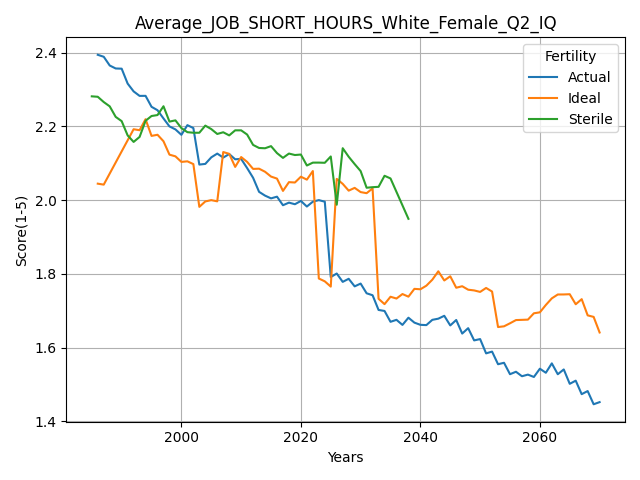 Average_JOB_SHORT_HOURS_White_Female_Q2_IQ
Fertility
Actual
Ideal
Sterile
Score(1-5)
2.4
2.2
2.0
1.8
1.6
1.4
2000 2020 2040 2060
Years